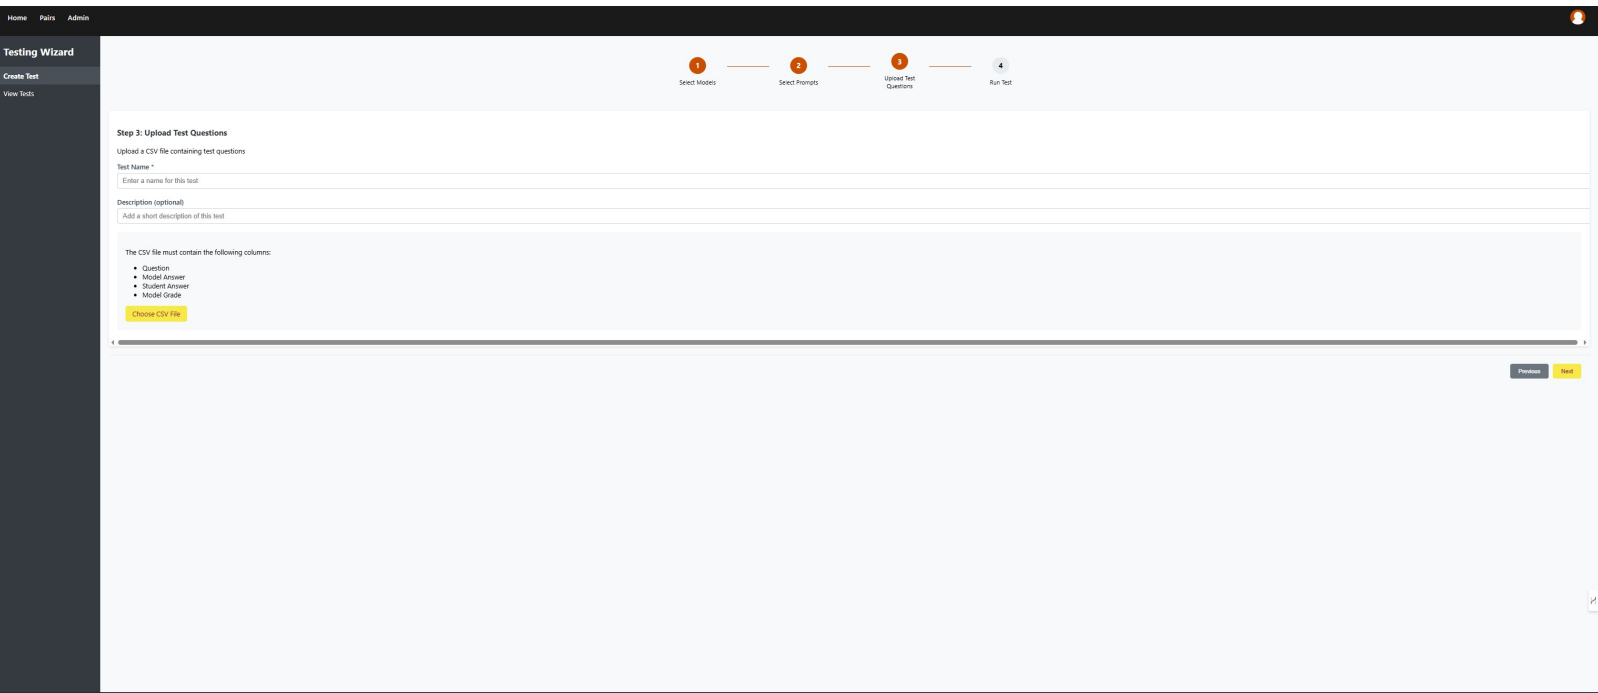 Home Pairs Admin
Testing Wizard
Create Test
View Tests
1 2 3 4
Select Models Select Prompts Upload Test Questions Run Test
Step 3: Upload Test Questions
Upload a CSV file containing test questions
Test Name *
Enter a name for this test
Description (optional)
Add a short description of this test
The CSV file must contain the following columns:
Question
Model Answer
Student Answer
Model Grade
Choose CSV File
Previous Next